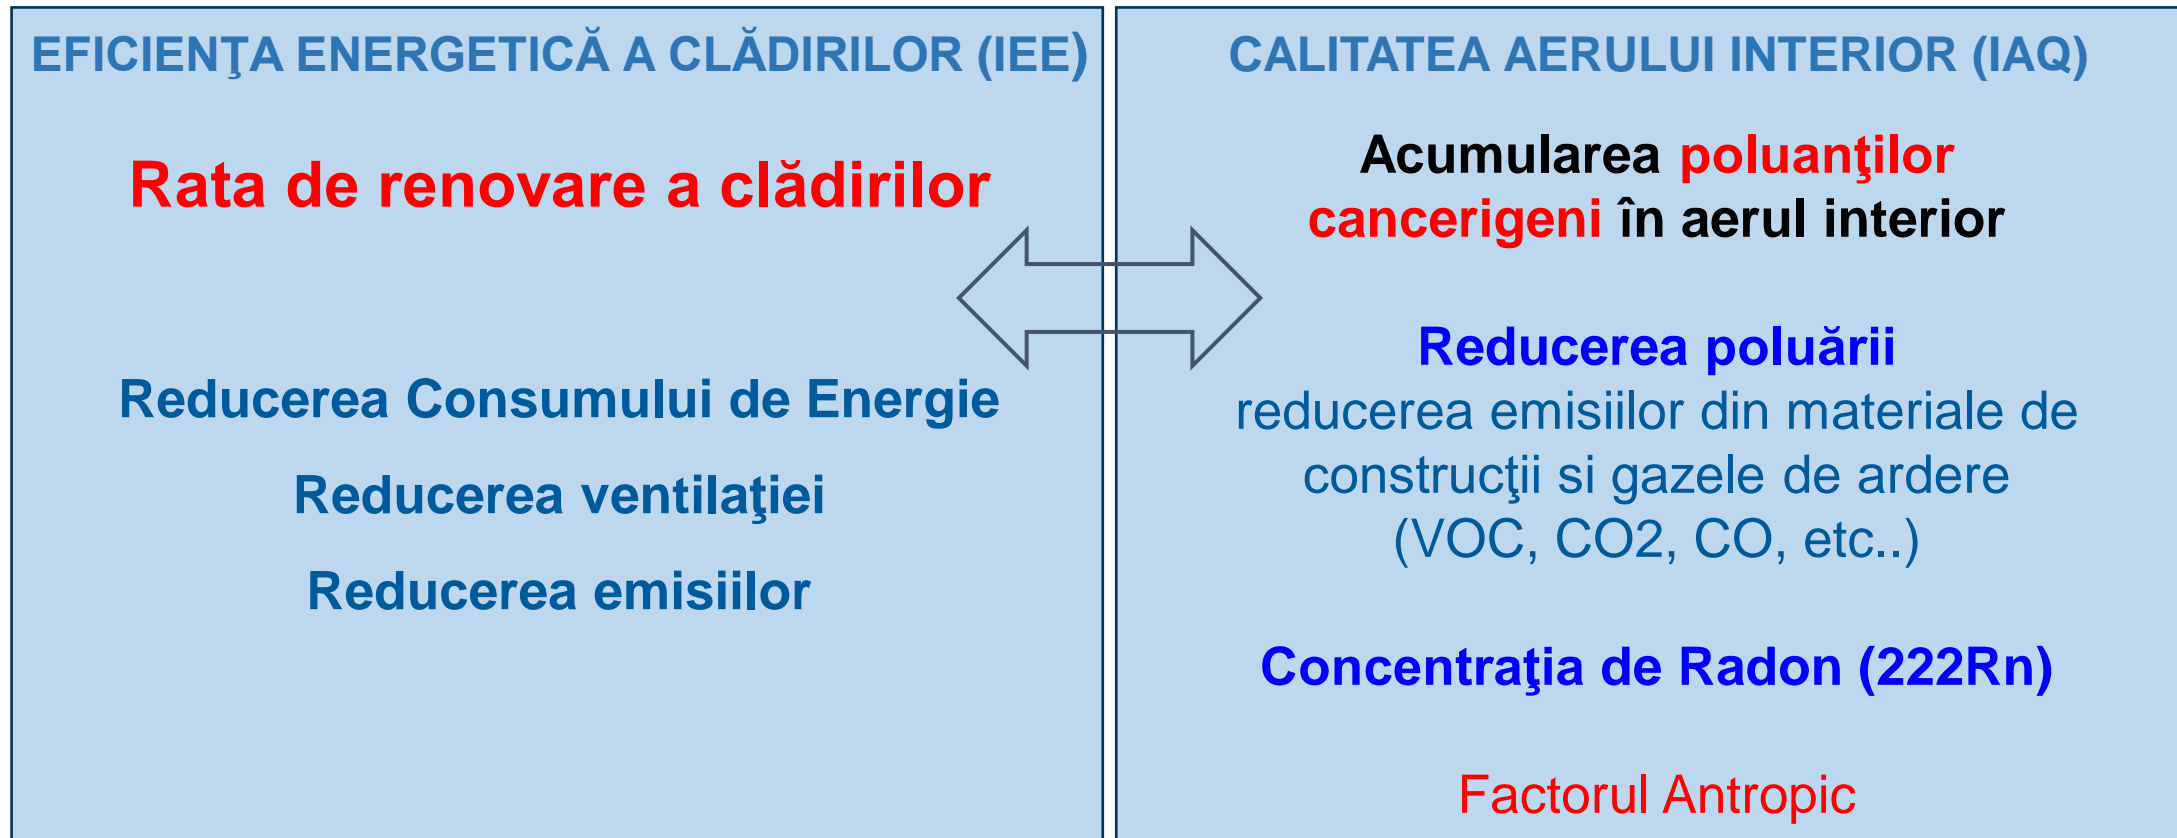 EFICIENŢA ENERGETICĂ A CLĂDIRILOR (IEE)
Rata de renovare a clădirilor
Reducerea Consumului de Energie
Reducerea ventilaţiei
Reducerea emisiilor
CALITATEA AERULUI INTERIOR (IAQ)
Acumularea poluanţilor
cancerigeni în aerul interior
Reducerea poluării
reducerea emisiilor din materiale de
construcţii si gazele de ardere
(VOC, CO2, CO, etc..)
Concentraţia de Radon (222Rn)
Factorul Antropic